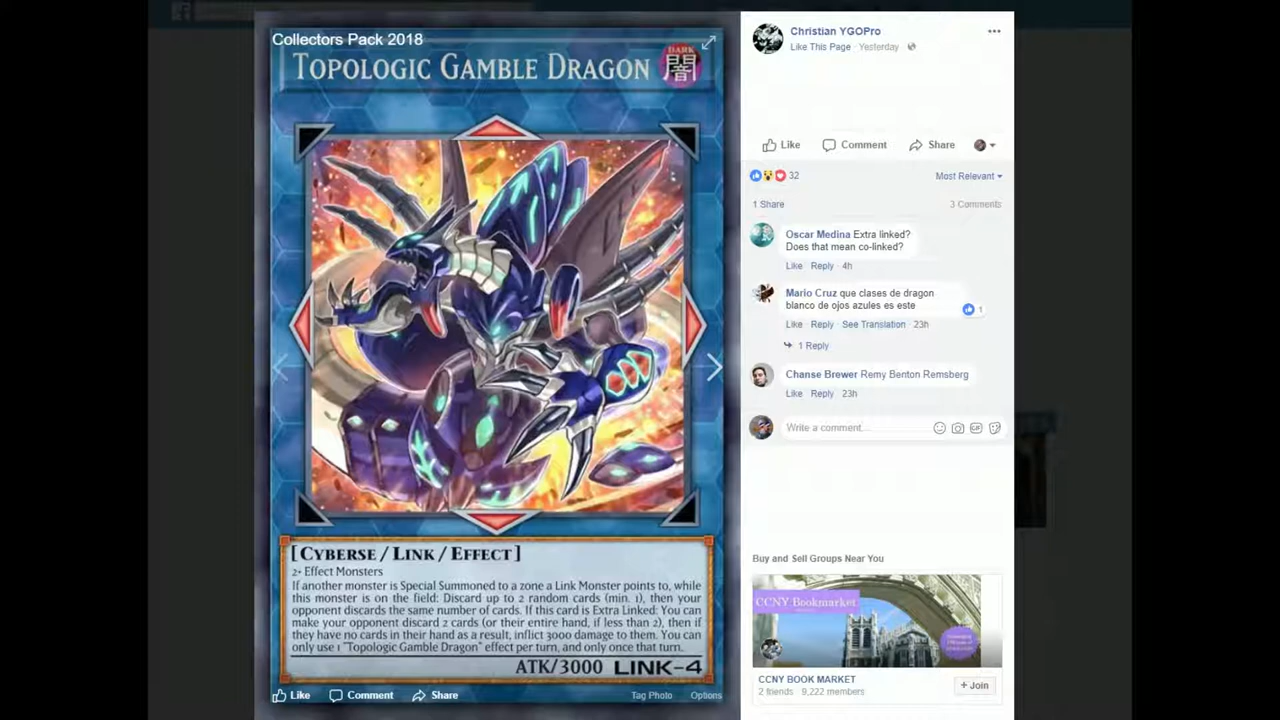 Collectors Pack 2018
TOPOLOGIC GAMBLE DRAGON
DARK
闇
[ CYBERSE / LINK / EFFECT ]
2+ Effect Monsters
If another monster is Special Summoned to a zone a Link Monster points to, while
this monster is on the field: Discard up to 2 random cards (min. 1), then your
opponent discards the same number of cards. If this card is Extra Linked: You can
make your opponent discard 2 cards (or their entire hand, if less than 2), then if
they have no cards in their hand as a result, inflict 3000 damage to them. You can
only use 1 "Topologic Gamble Dragon" effect per turn, and only once that turn.
ATK/3000 LINK-4
Like Comment Share
Tag Photo Options
Christian YGOPro
Like This Page · Yesterday
Like Comment Share
32
Most Relevant
1 Share
3 Comments
Oscar Medina Extra linked?
Does that mean co-linked?
Like Reply 4h
Mario Cruz que clases de dragon
blanco de ojos azules es este
1
Like Reply See Translation 23h
1 Reply
Chanse Brewer Remy Benton Remsberg
Like Reply 23h
Write a comment...
GIF
Buy and Sell Groups Near You
CCNY Bookmarket
CCNY BOOK MARKET
2 friends 9,222 members
+ Join